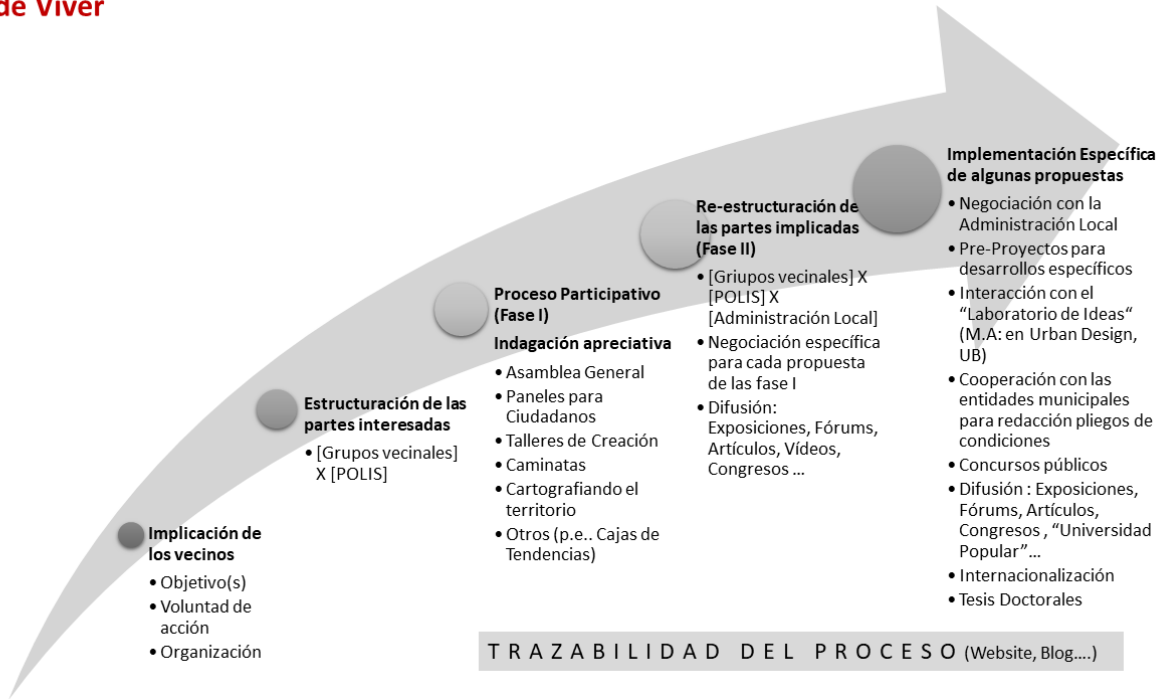 de Viver
Implicación de
los vecinos
• Objetivo(s)
• Voluntad de
acción
• Organización
Estructuración de las
partes interesadas
• [Grupos vecinales]
X [POLIS]
Proceso Participativo
(Fase I)
Indagación apreciativa
• Asamblea General
• Paneles para
Ciudadanos
• Talleres de Creación
• Caminatas
• Cartografiando el
territorio
• Otros (p.e.. Cajas de
Tendencias)
Re-estructuración de
las partes implicadas
(Fase II)
• [Griupos vecinales] X
[POLIS] X
[Administración Local]
• Negociación específica
para cada propuesta
de las fase I
• Difusión:
Exposiciones, Fórums,
Artículos, Vídeos,
Congresos ...
Implementación Específica
de algunas propuestas
• Negociación con la
Administración Local
• Pre-Proyectos para
desarrollos específicos
• Interacción con el
“Laboratorio de Ideas“
(M.A: en Urban Design,
UB)
• Cooperación con las
entidades municipales
para redacción pliegos de
condiciones
• Concursos públicos
• Difusión : Exposiciones,
Fórums, Artículos,
Congresos , “Universidad
Popular”...
• Internacionalización
• Tesis Doctorales
TRAZABILIDAD DEL PROCESO (Website, Blog....)